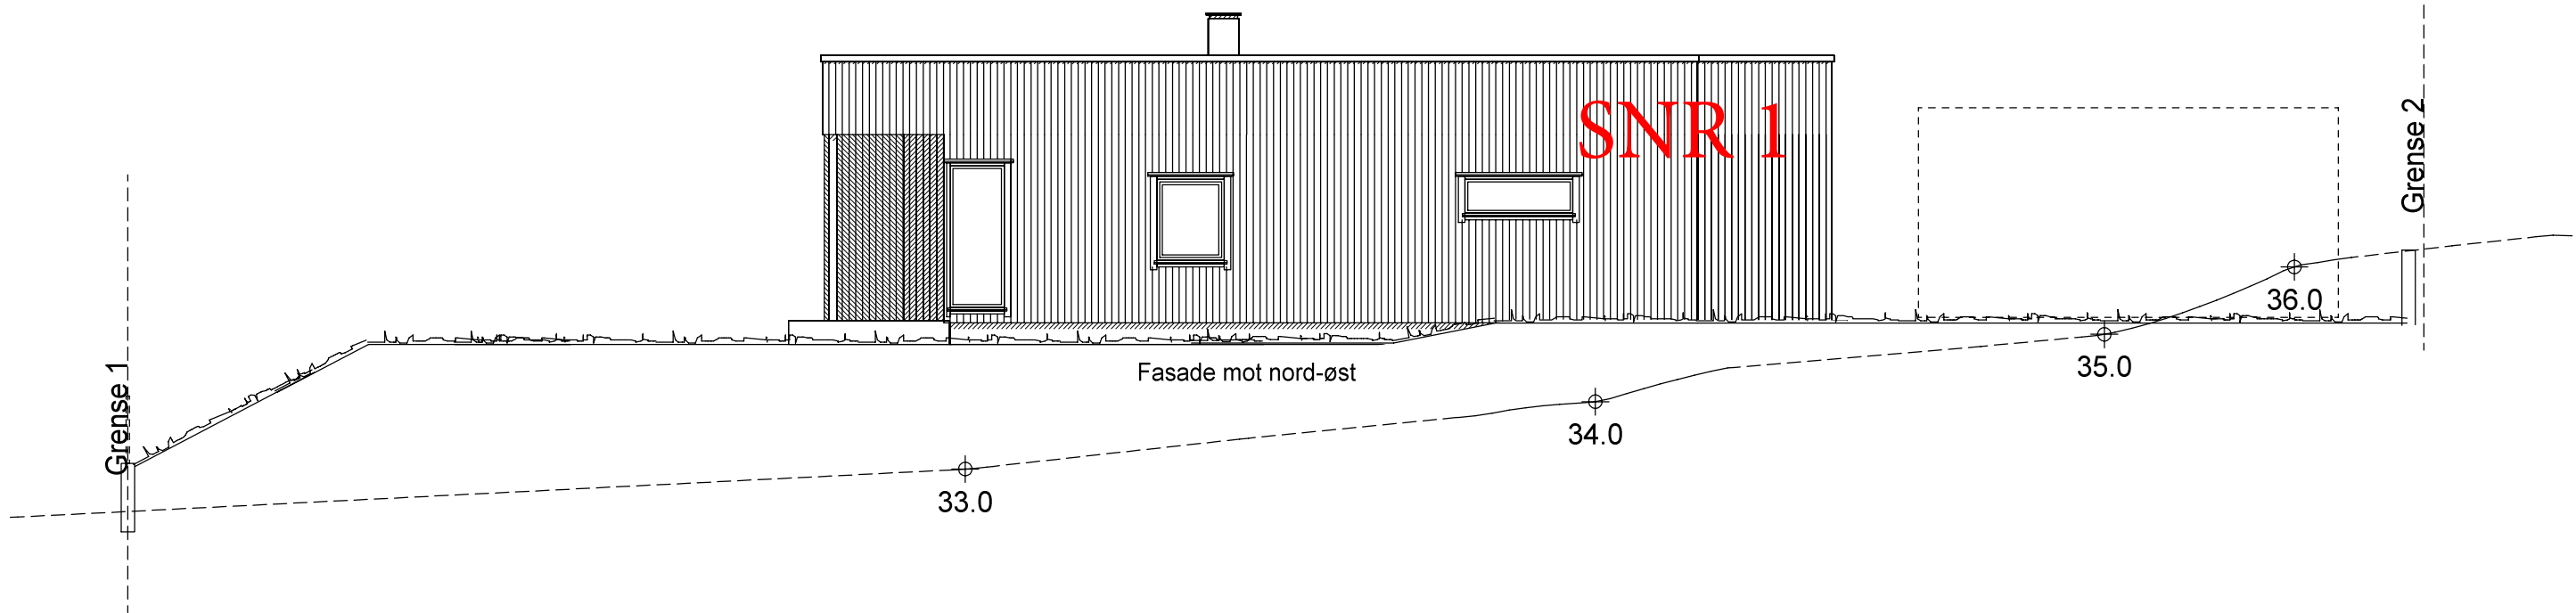 SNR 1
Grense 2
36.0
35.0
Grense 1
Fasade mot nord-øst
34.0
33.0